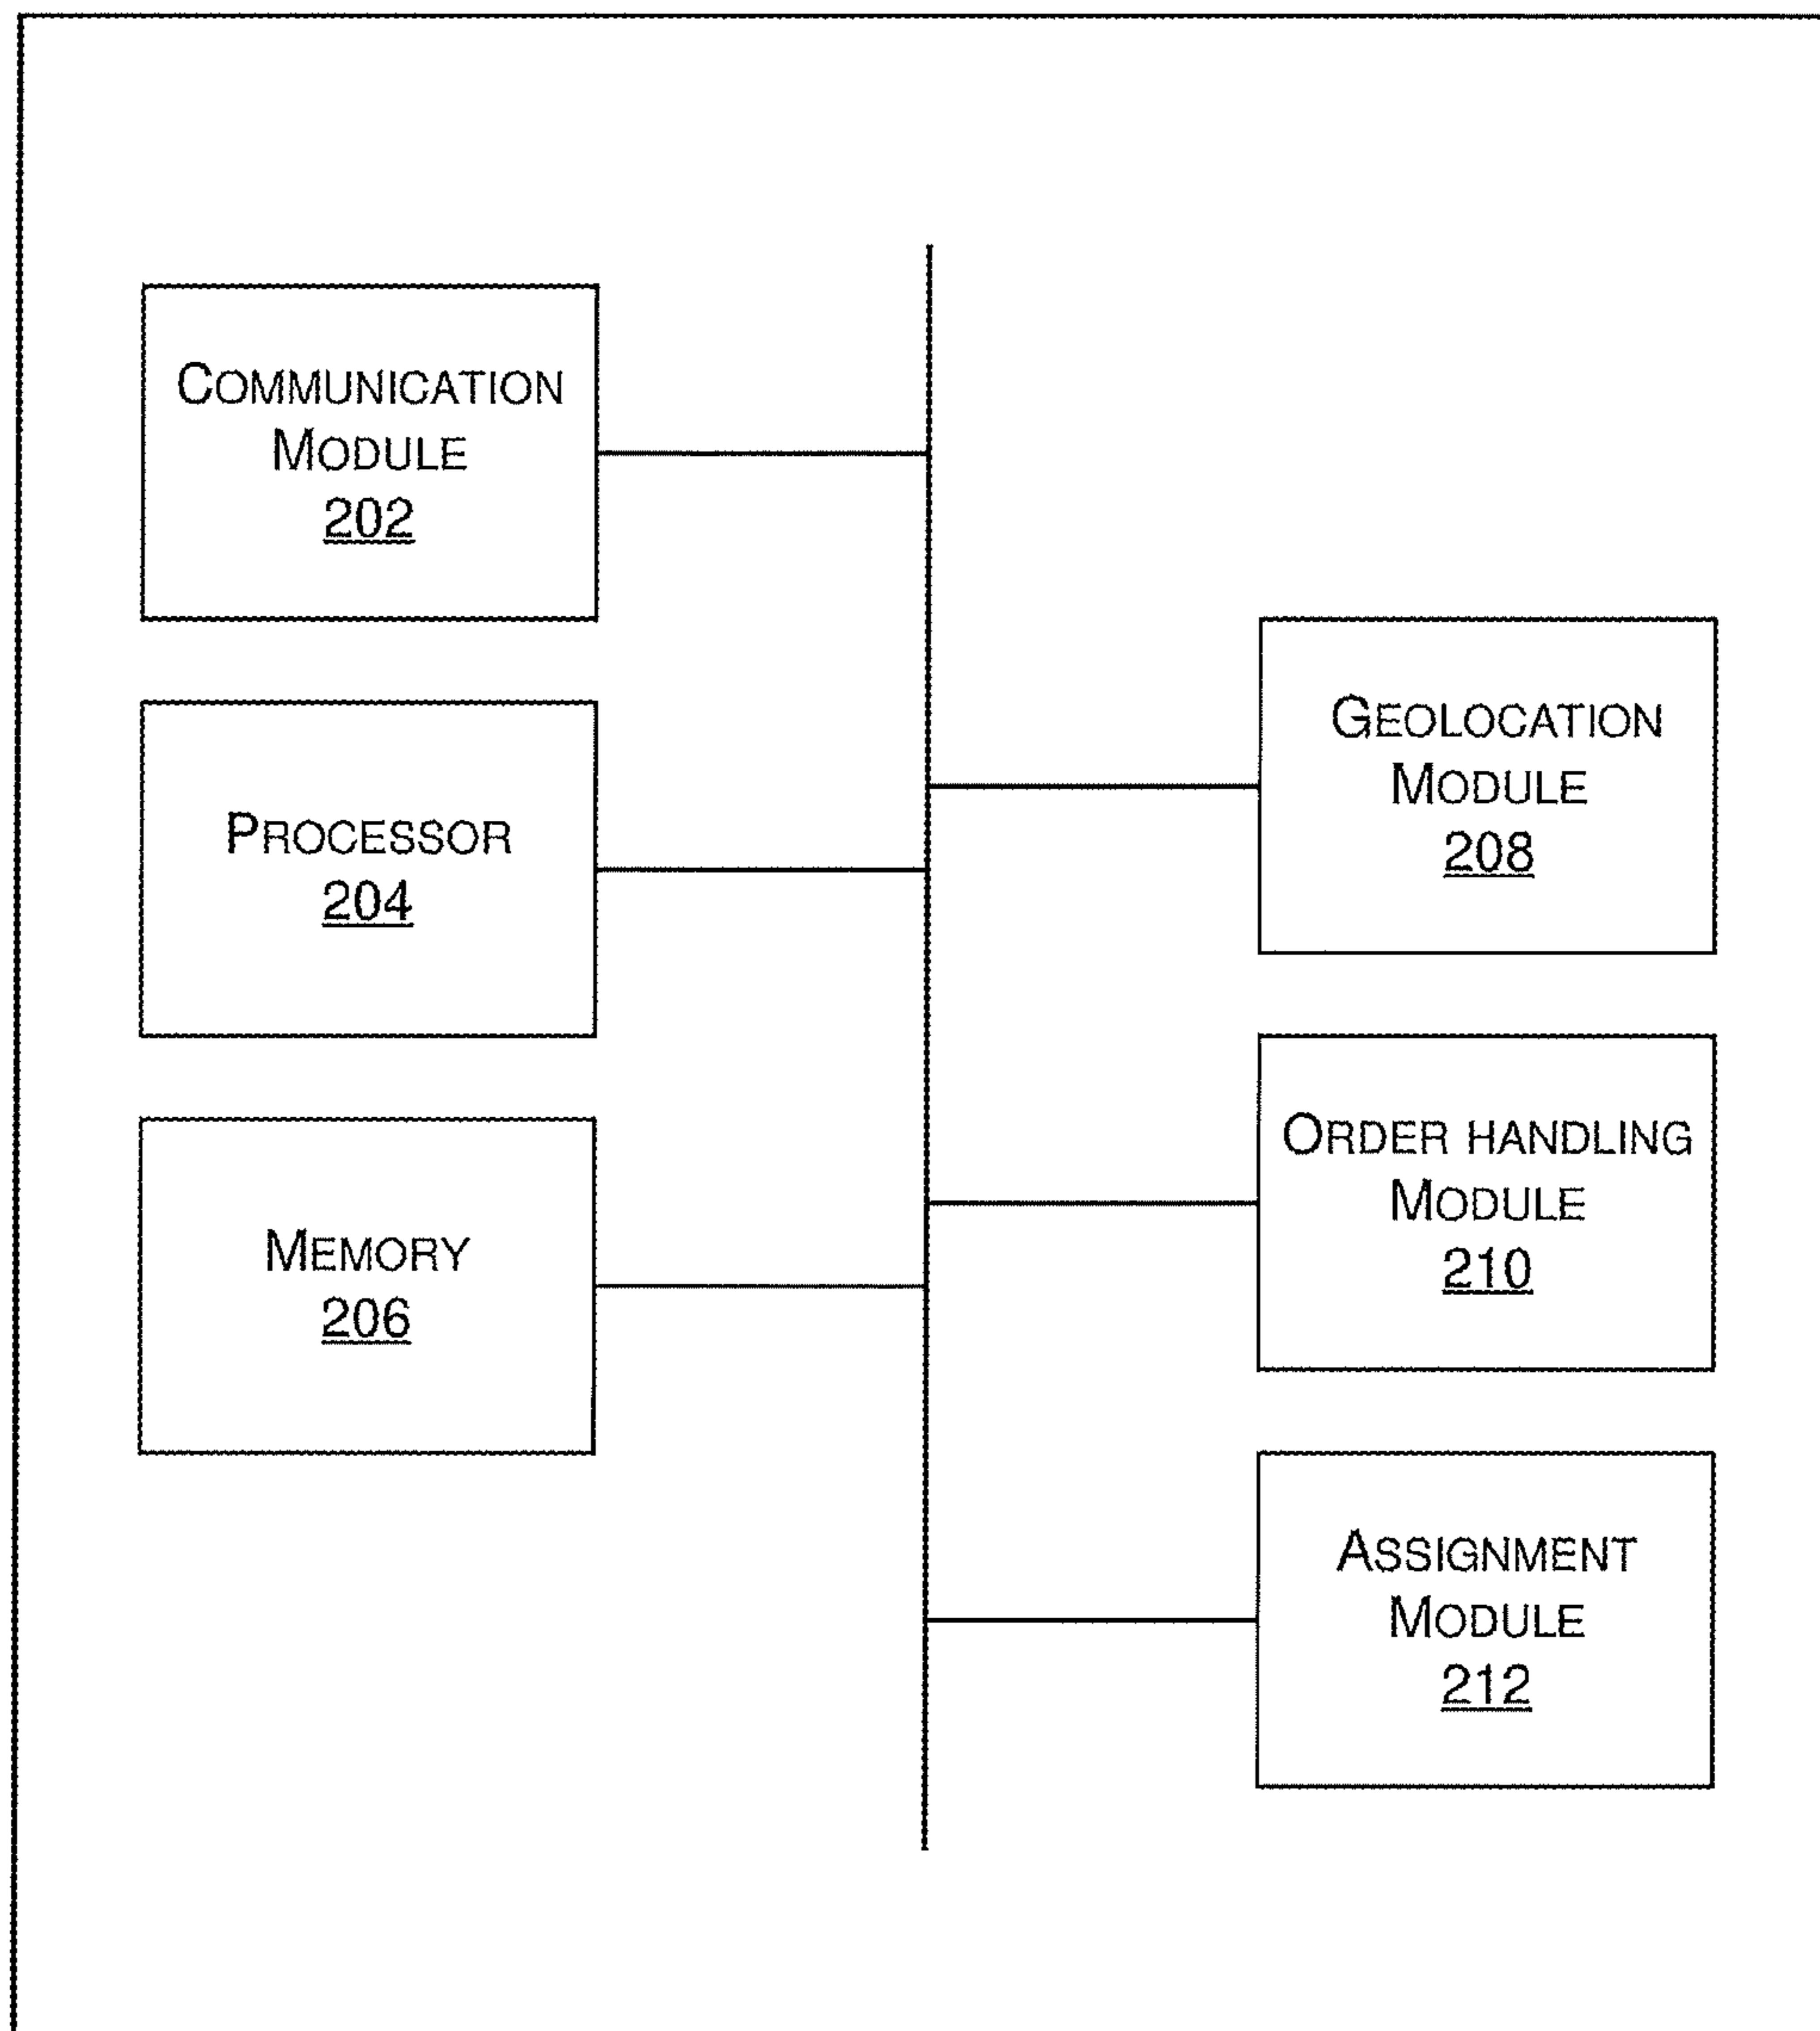 COMMUNICATION
MODULE
202
PROCESSOR
204
MEMORY
206
GEOLOCATION
MODULE
208
ORDER HANDLING
MODULE
210
ASSIGNMENT
MODULE
212